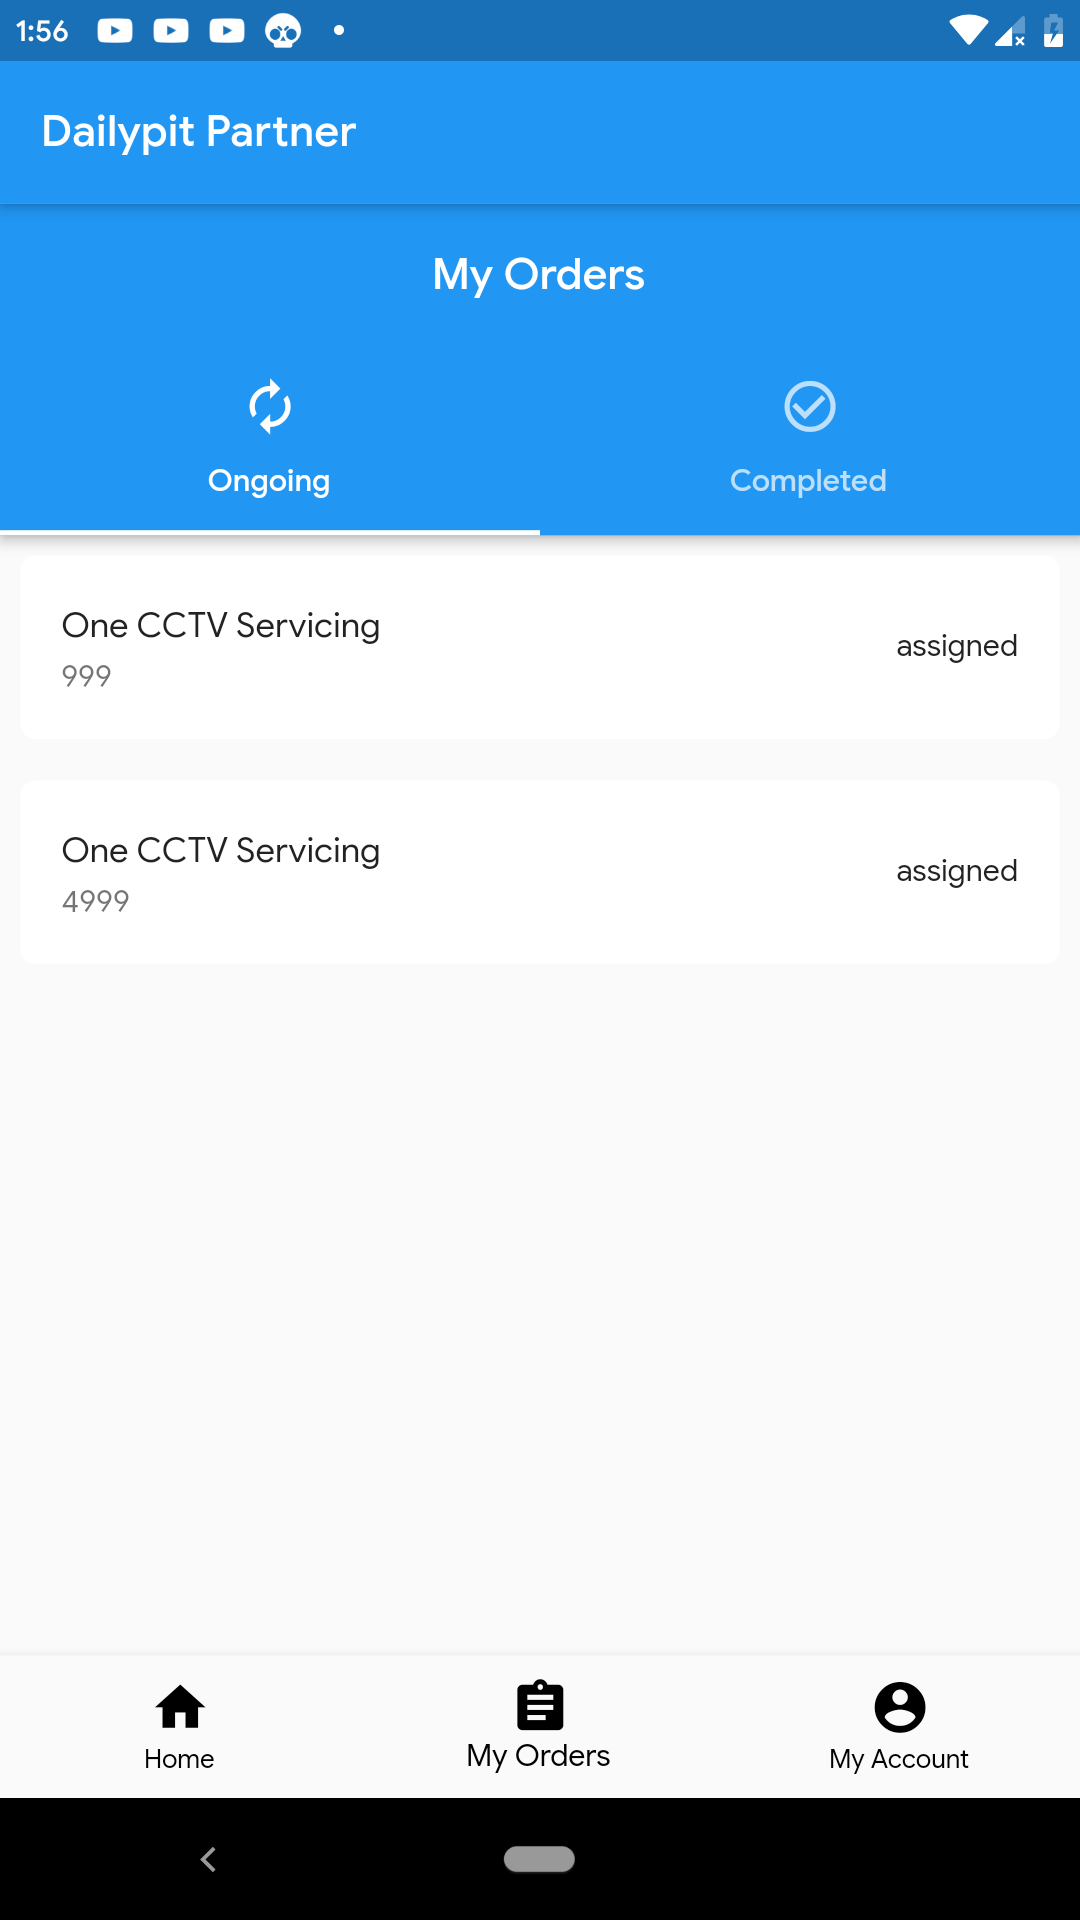 1:56
Dailypit Partner
My Orders
Ongoing
Completed
One CCTV Servicing
999
assigned
One CCTV Servicing
4999
assigned
Home
My Orders
My Account